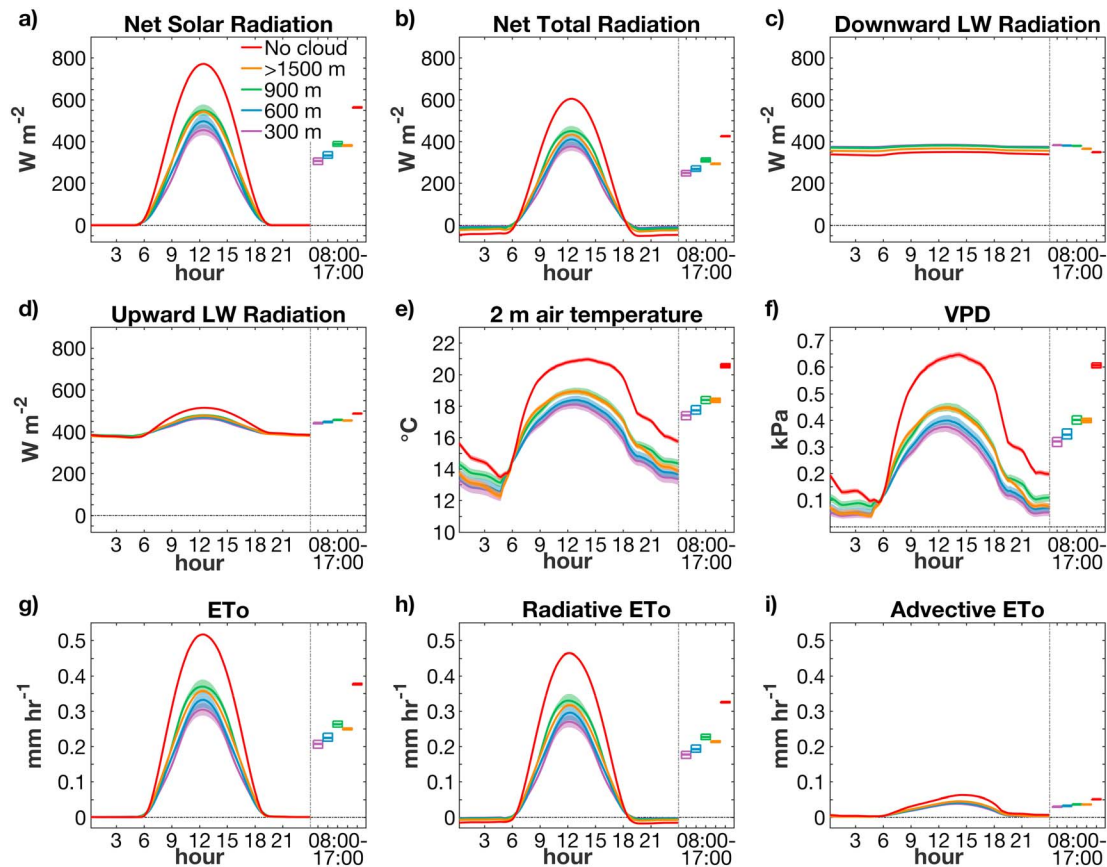 a)
Net Solar Radiation
No cloud
>1500 m
900 m
600 m
300 m
W m-2
800
600
400
200
0
3 6 9 12 15 18 21 08:00-
hour 17:00
b)
Net Total Radiation
W m-2
800
600
400
200
0
3 6 9 12 15 18 21 08:00-
hour 17:00
c)
Downward LW Radiation
W m-2
800
600
400
200
0
3 6 9 12 15 18 21 08:00-
hour 17:00
d)
Upward LW Radiation
W m-2
800
600
400
200
0
3 6 9 12 15 18 21 08:00-
hour 17:00
e)
2 m air temperature
°C
22
20
18
16
14
12
10
3 6 9 12 15 18 21 08:00-
hour 17:00
f)
VPD
kPa
0.7
0.6
0.5
0.4
0.3
0.2
0.1
3 6 9 12 15 18 21 08:00-
hour 17:00
g)
ETo
mm hr-1
0.5
0.4
0.3
0.2
0.1
0
3 6 9 12 15 18 21 08:00-
hour 17:00
h)
Radiative ETo
mm hr-1
0.5
0.4
0.3
0.2
0.1
0
3 6 9 12 15 18 21 08:00-
hour 17:00
i)
Advective ETo
mm hr-1
0.5
0.4
0.3
0.2
0.1
0
3 6 9 12 15 18 21 08:00-
hour 17:00